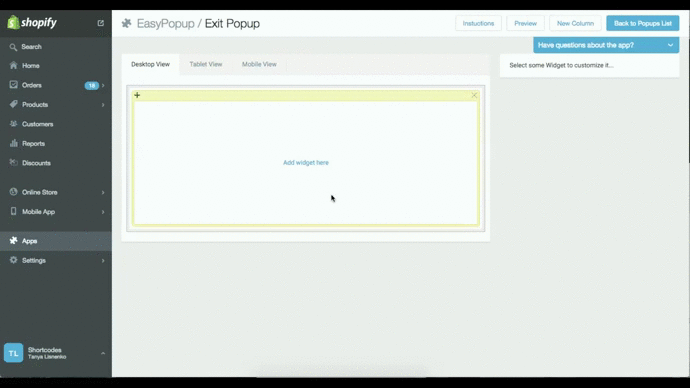 shopify
EasyPopup / Exit Popup
Instuctions
Preview
New Column
Back to Popups List
Have questions about the app?
Search
Home
Orders
18
Products
Customers
Reports
Discounts
Online Store
Mobile App
Apps
Settings
TL
Shortcodes
Tanya Lisnenko
Desktop View
Tablet View
Mobile View
Add widget here
Select some Widget to customize it...